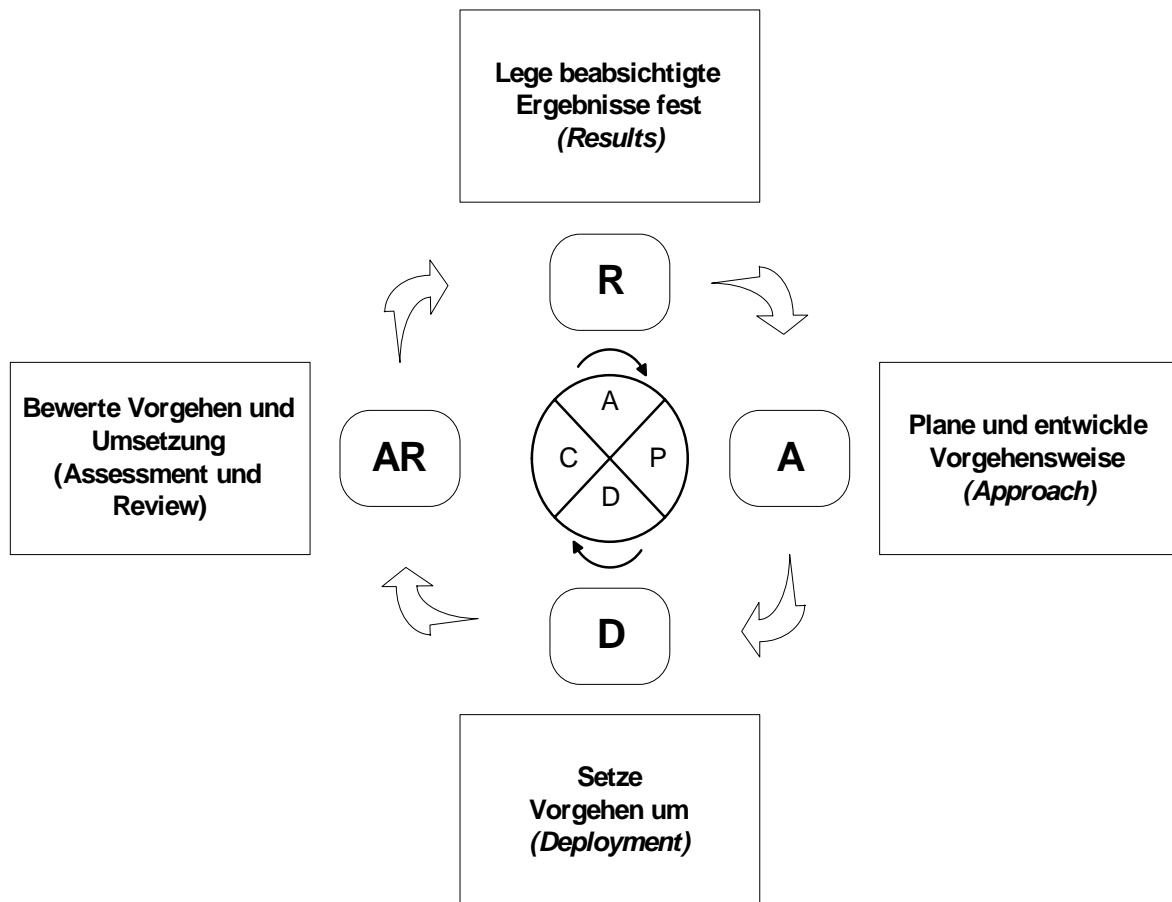 Lege beabsichtigte
Ergebnisse fest
(Results)
R
Bewerte Vorgehen und
Umsetzung
(Assessment und
Review)
AR
A
C
P
D
A
Plane und entwickle
Vorgehensweise
(Approach)
D
Setze
Vorgehen um
(Deployment)